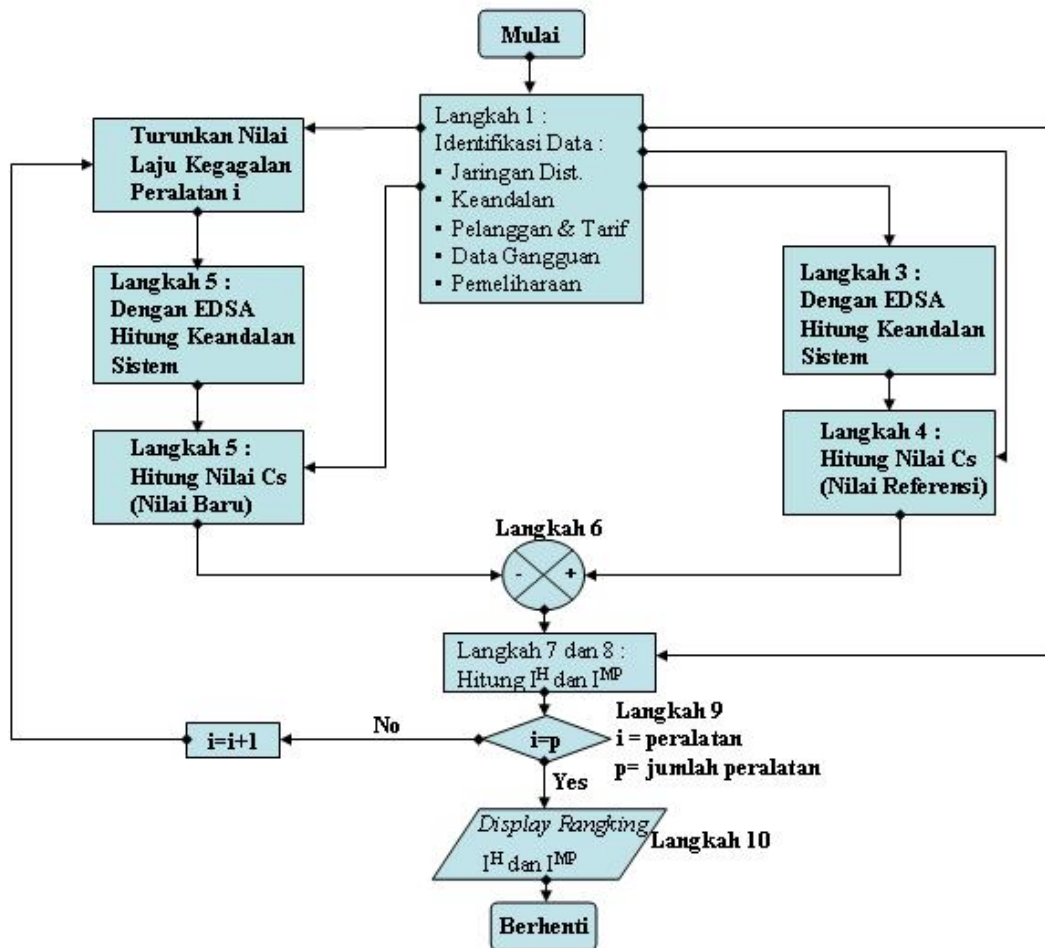 Mulai
Langkah 1 :
Identifikasi Data :
▪ Jaringan Dist.
▪ Keandalan
▪ Pelanggan & Tarif
▪ Data Gangguan
▪ Pemeliharaan
Turunkan Nilai
Laju Kegagalan
Peralatan i
Langkah 5 :
Dengan EDSA
Hitung Keandalan
Sistem
Langkah 5 :
Hitung Nilai Cs
(Nilai Baru)
Langkah 3 :
Dengan EDSA
Hitung Keandalan
Sistem
Langkah 4 :
Hitung Nilai Cs
(Nilai Referensi)
Langkah 6
- +
Langkah 7 dan 8 :
Hitung I^H dan I^MP
i=p
Langkah 9
i = peralatan
p= jumlah peralatan
No
i=i+1
Yes
Display Rangking
I^H dan I^MP
Langkah 10
Berhenti